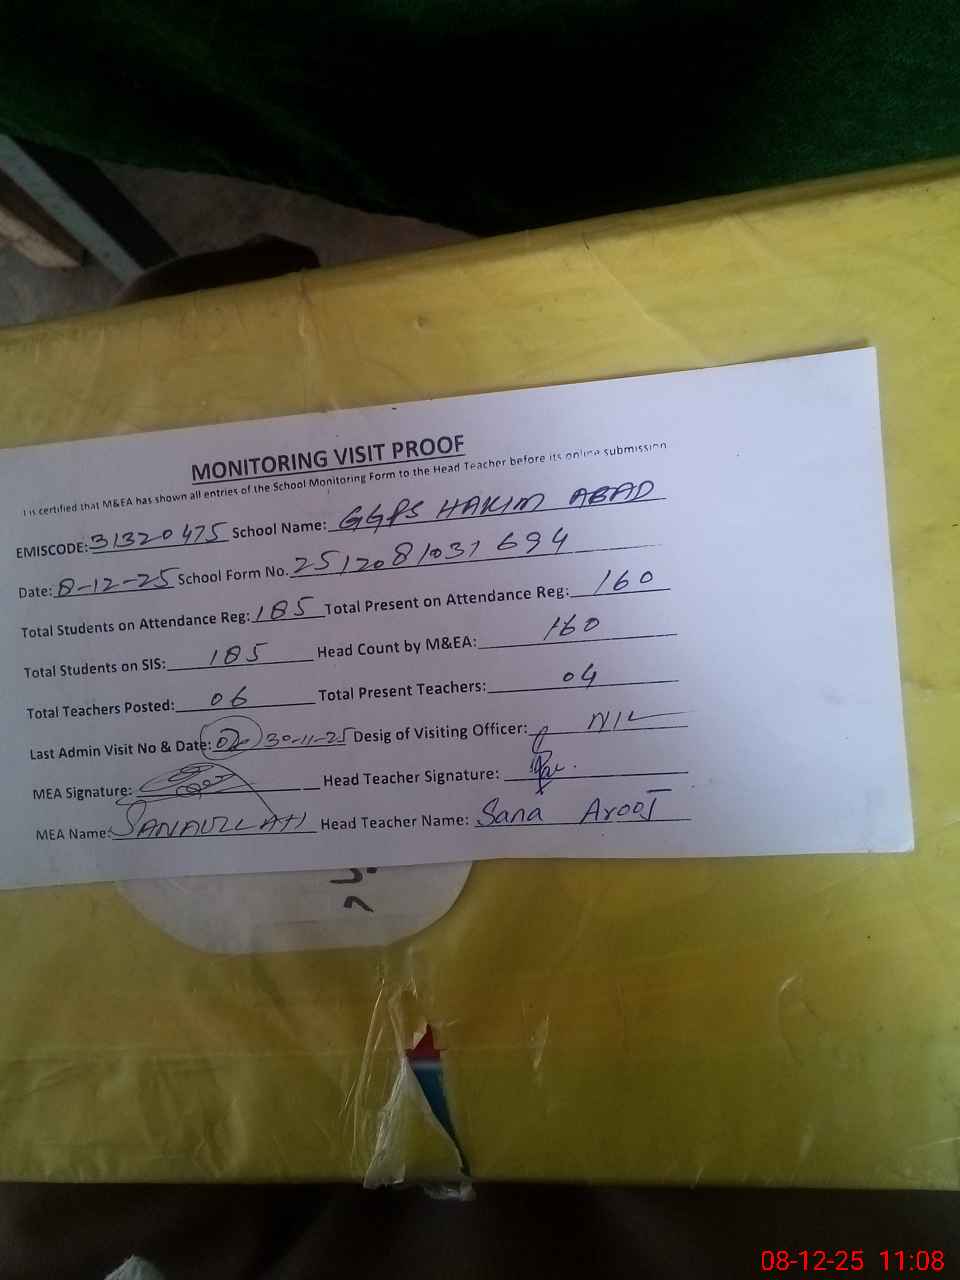 MONITORING VISIT PROOF
t is certified that M&EA has shown all entries of the School Monitoring Form to the Head Teacher before its online submission
EMISCODE: 31320475 School Name: GGPS HAKIM ABAD
Date: 8-12-25 School Form No. 2512081031694
Total Students on Attendance Reg: 185 Total Present on Attendance Reg: 160
Total Students on SIS: 185 Head Count by M&EA: 160
Total Teachers Posted: 06 Total Present Teachers: 04
Last Admin Visit No & Date: 02 30-11-25 Desig of Visiting Officer: NIL
MEA Signature: Head Teacher Signature:
MEA Name: SANAULLAH Head Teacher Name: Sana Arooj
08-12-25 11:08